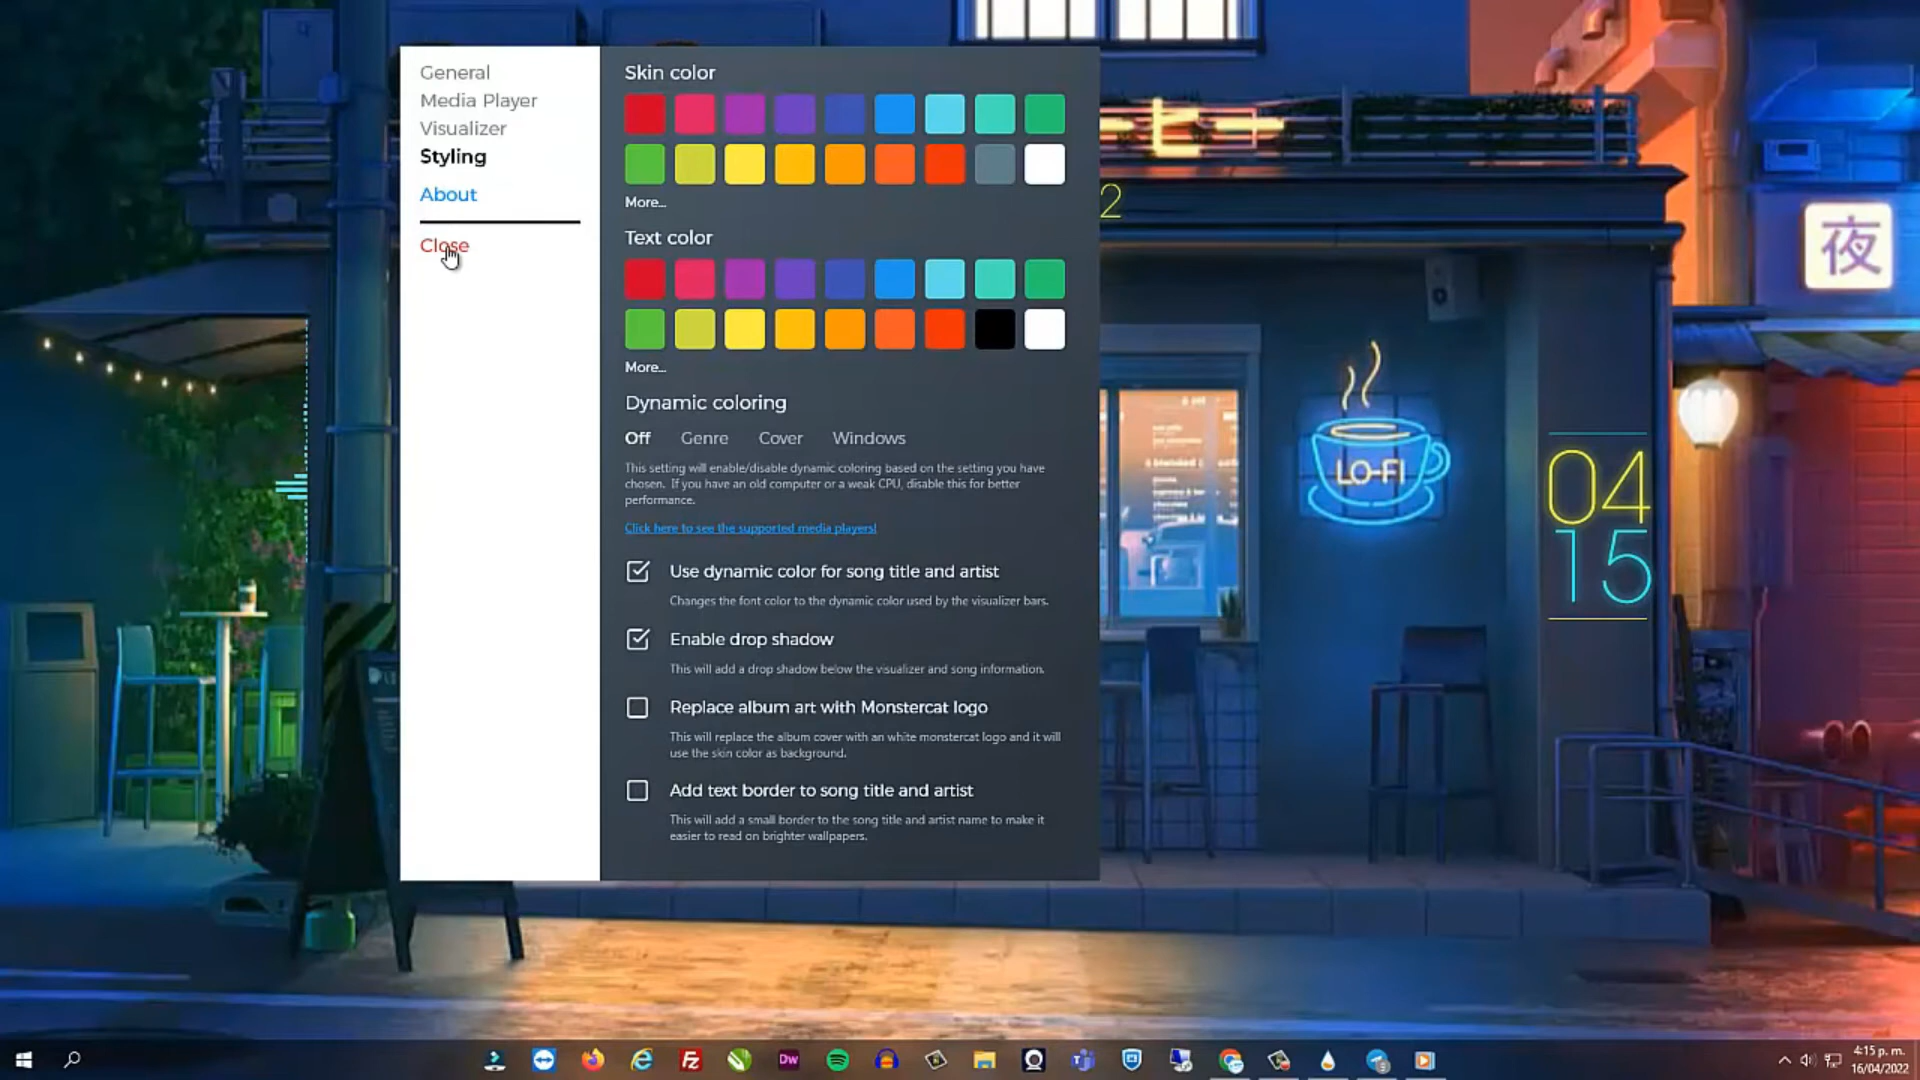 General
Media Player
Visualizer
Styling
About
Close
Skin color
More...
Text color
More...
Dynamic coloring
Off Genre Cover Windows
This setting will enable/disable dynamic coloring based on the setting you have
chosen. If you have an old computer or a weak CPU, disable this for better
performance.
Click here to see the supported media players!
Use dynamic color for song title and artist
Changes the font color to the dynamic color used by the visualizer bars.
Enable drop shadow
This will add a drop shadow below the visualizer and song information.
Replace album art with Monstercat logo
This will replace the album cover with an white monstercat logo and it will
use the skin color as background.
Add text border to song title and artist
This will add a small border to the song title and artist name to make it
easier to read on brighter wallpapers.
2
夜
LO-FI
04
15
Fz
Dw
4:15 p. m.
16/04/2022